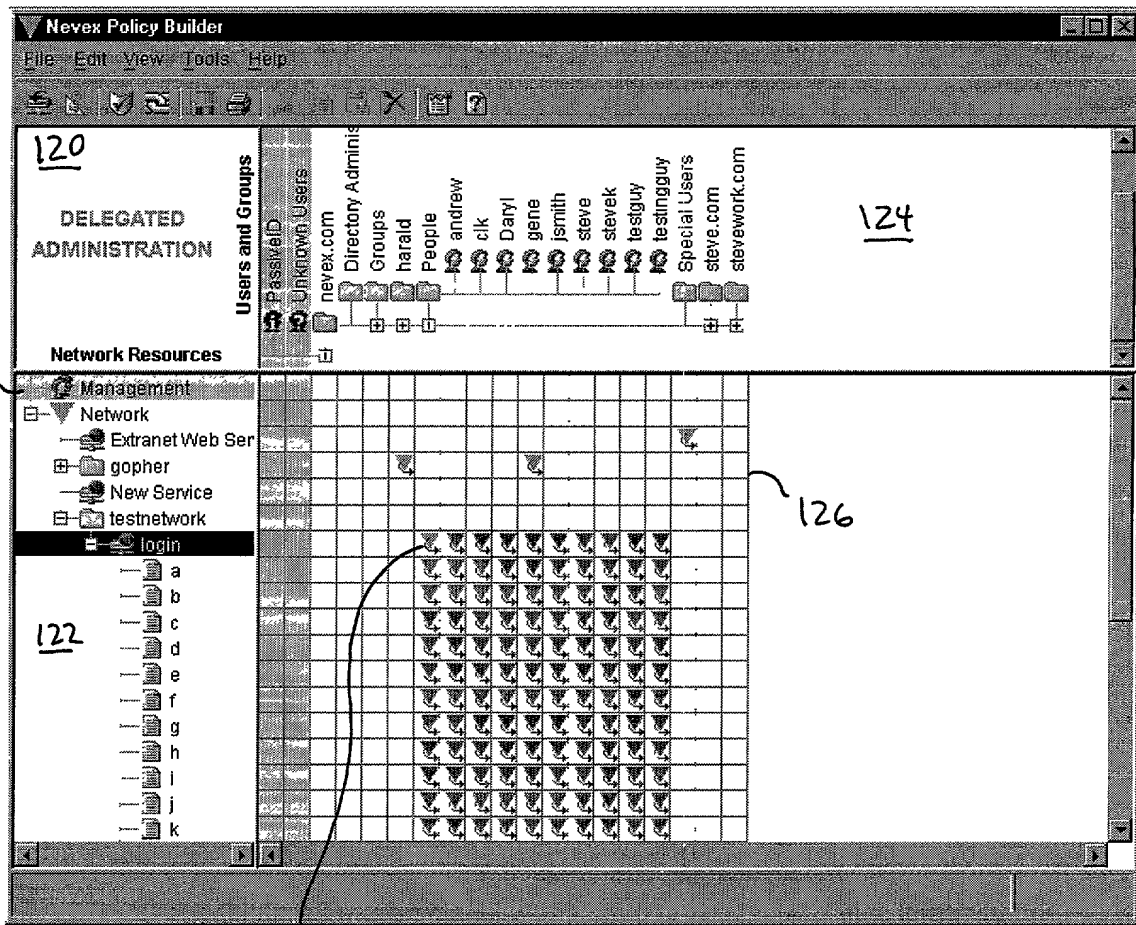 Nevex Policy Builder
File Edit View Tools Help
120
DELEGATED
ADMINISTRATION
Users and Groups
Network Resources
PassiveID
Unknown Users
nevex.com
Directory Adminis
Groups
harald
People
andrew
clk
Daryl
gene
jsmith
steve
stevek
testguy
testingguy
Special Users
steve.com
stevework.com
124
Management
Network
Extranet Web Ser
gopher
New Service
testnetwork
login
a
b
c
d
e
f
g
h
i
j
k
122
126